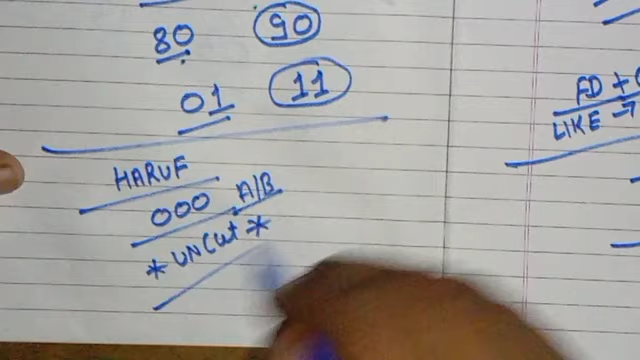 80 90
01 11
HARUF
000 A/B
* UNCUT *
FD +
LIKE →